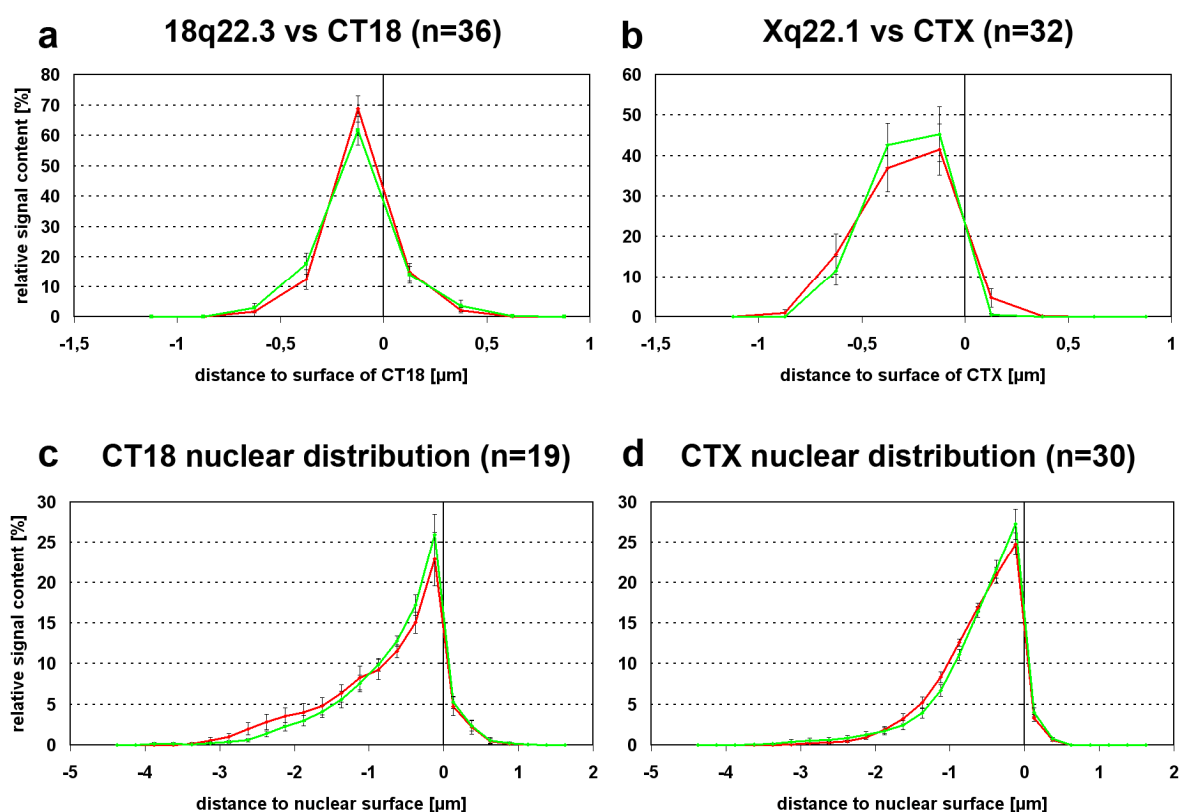 a 18q22.3 vs CT18 (n=36)
relative signal content [%]
80
70
60
50
40
30
20
10
0
-1,5 -1 -0,5 0 0,5 1
distance to surface of CT18 [µm]
b Xq22.1 vs CTX (n=32)
60
50
40
30
20
10
0
-1,5 -1 -0,5 0 0,5 1
distance to surface of CTX [µm]
c CT18 nuclear distribution (n=19)
relative signal content [%]
30
25
20
15
10
5
0
-5 -4 -3 -2 -1 0 1 2
distance to nuclear surface [µm]
d CTX nuclear distribution (n=30)
30
25
20
15
10
5
0
-5 -4 -3 -2 -1 0 1 2
distance to nuclear surface [µm]